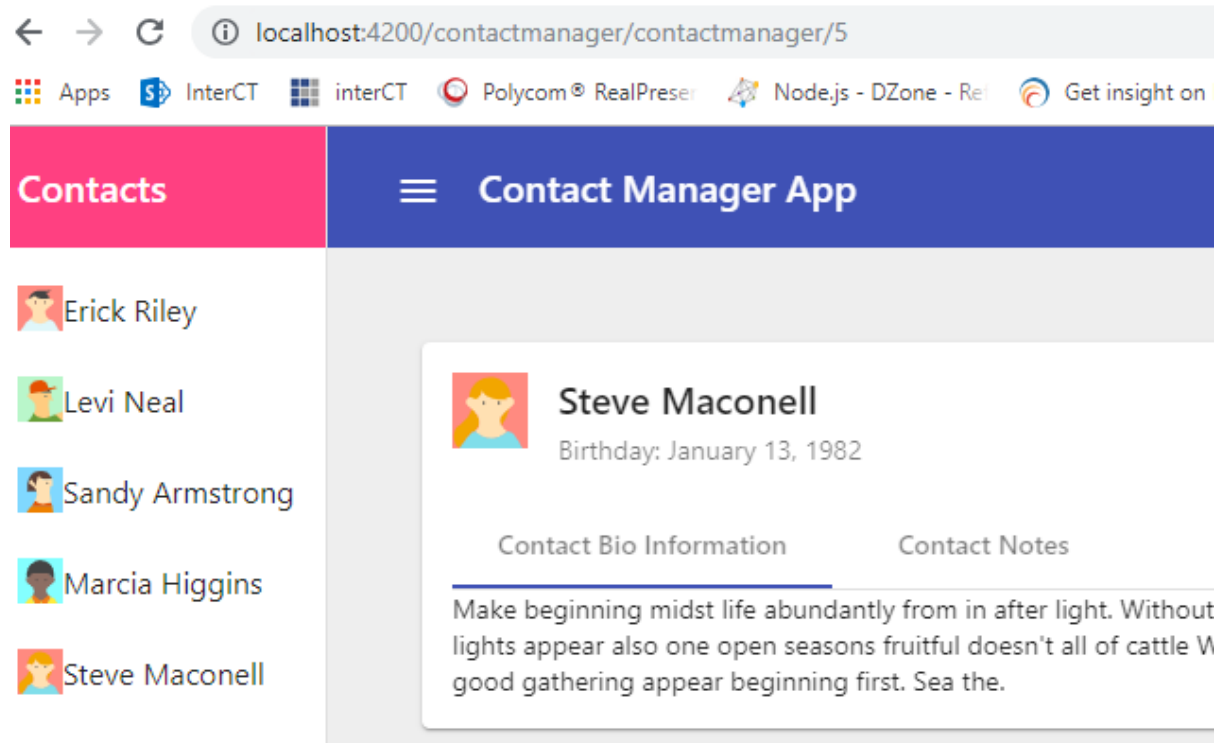 localhost:4200/contactmanager/contactmanager/5
Apps InterCT interCT Polycom® RealPreser Node.js - DZone - Re Get insight on
Contacts
Contact Manager App
Erick Riley
Levi Neal
Sandy Armstrong
Marcia Higgins
Steve Maconell
Steve Maconell
Birthday: January 13, 1982
Contact Bio Information Contact Notes
Make beginning midst life abundantly from in after light. Without
lights appear also one open seasons fruitful doesn't all of cattle W
good gathering appear beginning first. Sea the.